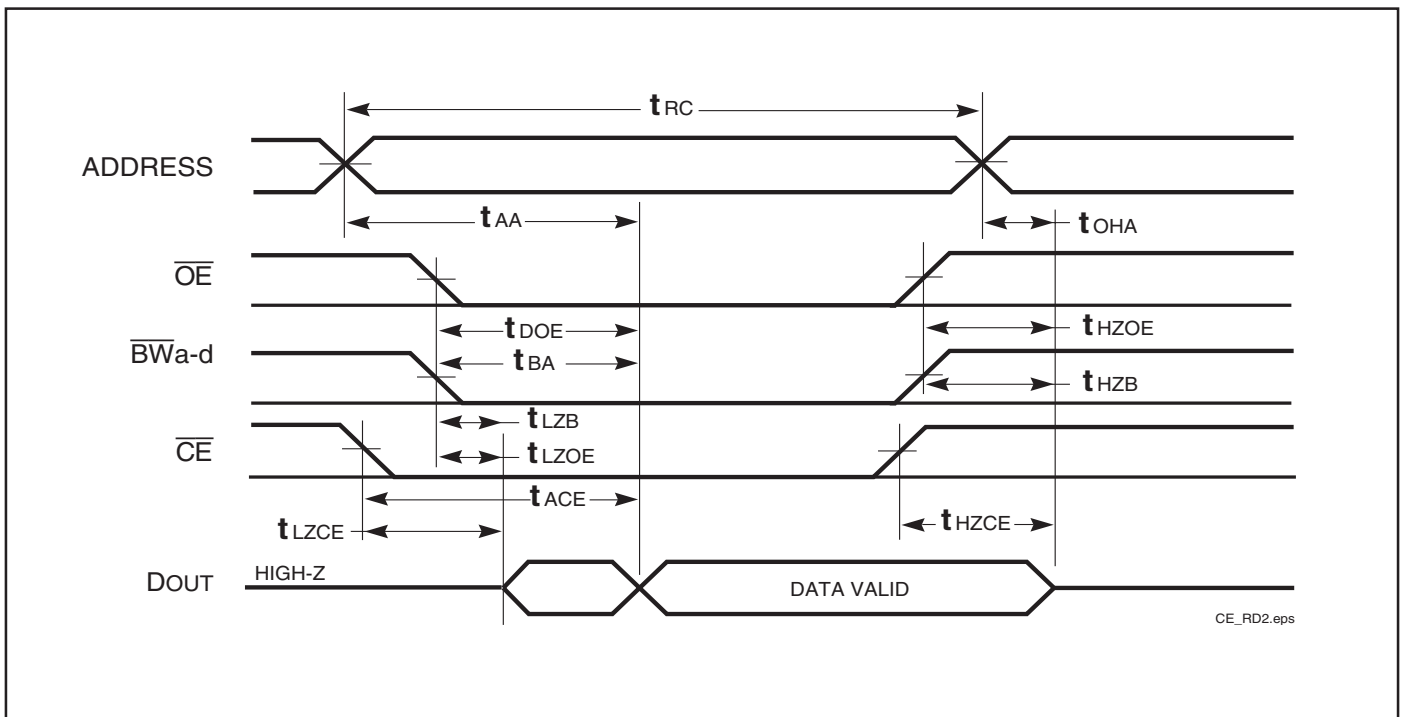 tRC
ADDRESS
tAA
tOHA
OE
tDOE
tHZOE
BWa-d
tBA
tHZB
tLZB
CE
tLZOE
tACE
tLZCE
tHZCE
DOUT
HIGH-Z
DATA VALID
CE_RD2.eps